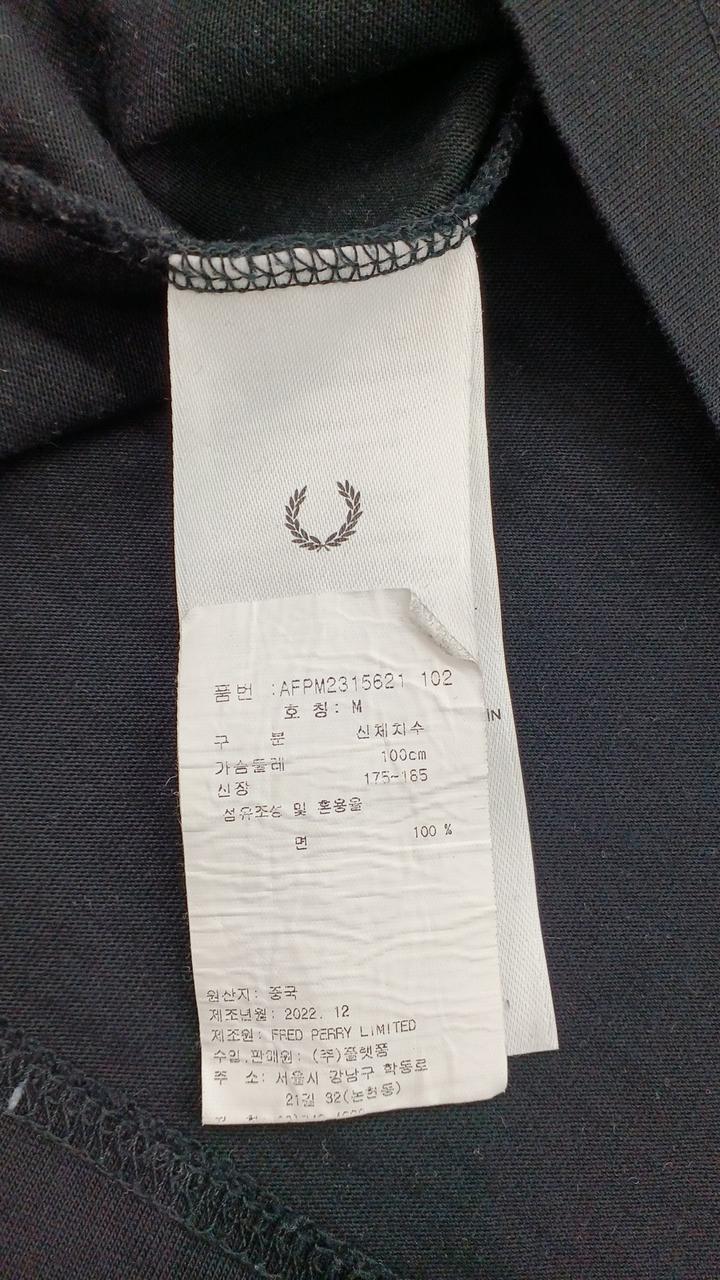 품번 :AFPM2315621 102
호 칭: M
구 분 신체치수
가슴둘레 100cm
신장 175~185
섬유조성 및 혼용율
면 100 %
IN
원산지: 중국
제조년월: 2022. 12
제조원: FRED PERRY LIMITED
수입,판매원: (주)플랫폼
주 소: 서울시 강남구 학동로
21길 32(논현동)